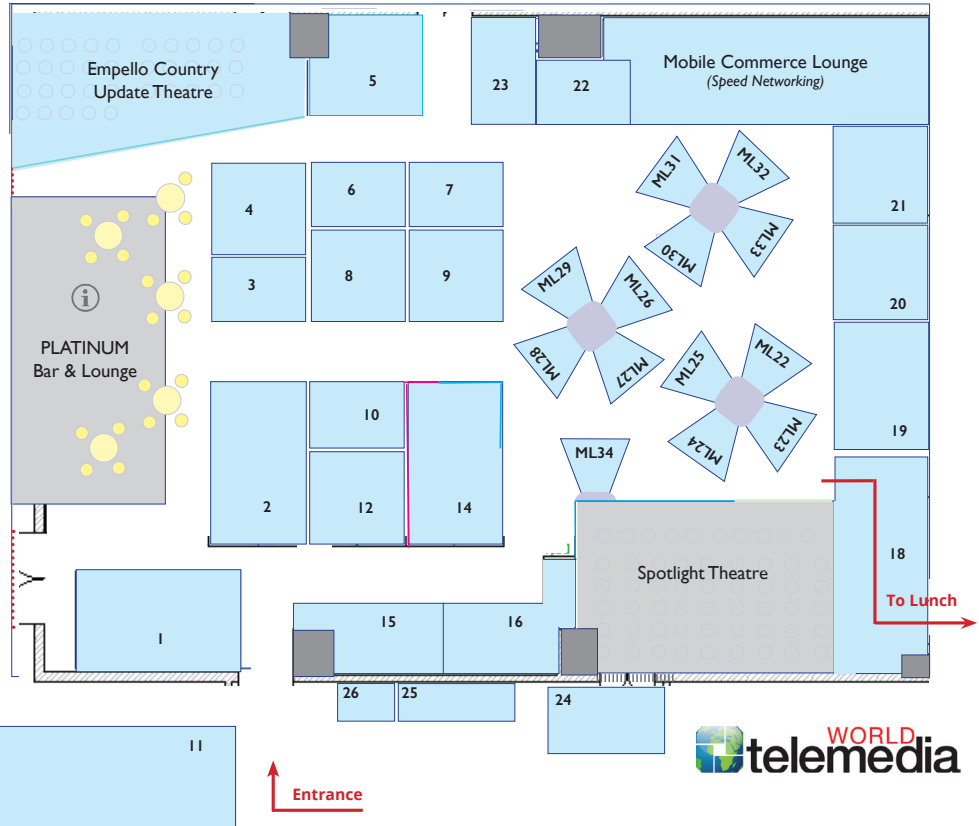 Empello Country
Update Theatre
5
23
22
Mobile Commerce Lounge
(Speed Networking)
ML31
ML32
ML30
ML33
21
4
6
7
3
8
9
ML29
ML26
ML28
ML27
20
i
PLATINUM
Bar & Lounge
ML25
ML22
ML24
ML23
19
10
2
12
14
ML34
18
Spotlight Theatre
To Lunch
1
15
16
26
25
24
11
Entrance
WORLD
telemedia